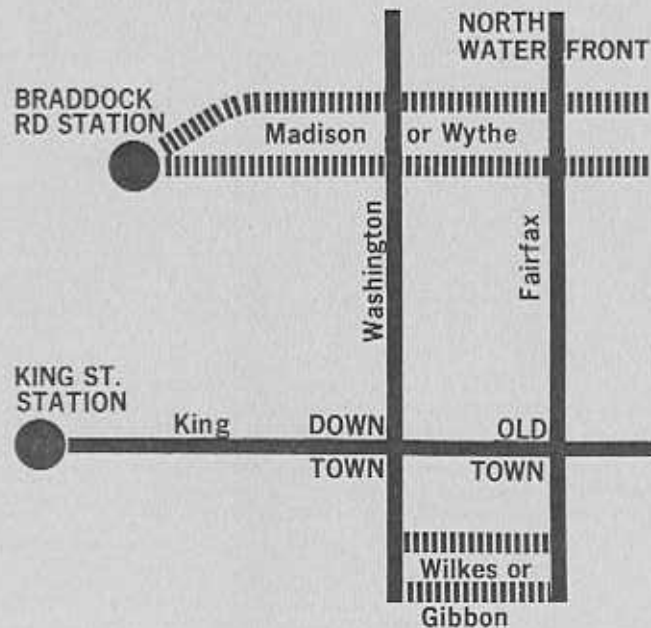 NORTH
WATER FRONT
BRADDOCK
RD STATION
Madison or Wythe
Washington
Fairfax
KING ST.
STATION
King
DOWN
TOWN
OLD
TOWN
Wilkes or
Gibbon